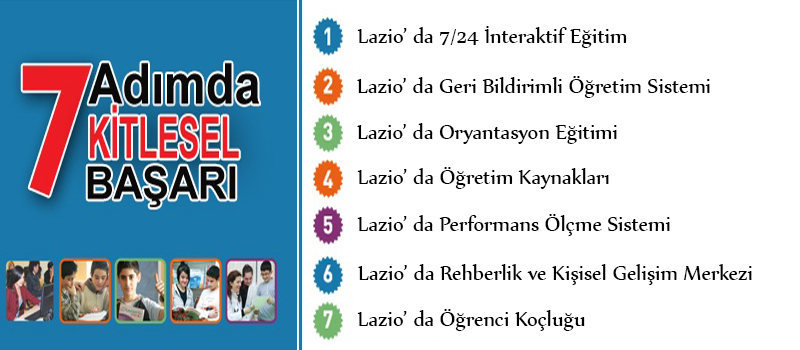 7 Adımda
KİTLESEL
BAŞARI
1 Lazio' da 7/24 İnteraktif Eğitim
2 Lazio' da Geri Bildirimli Öğretim Sistemi
3 Lazio' da Oryantasyon Eğitimi
4 Lazio' da Öğretim Kaynakları
5 Lazio' da Performans Ölçme Sistemi
6 Lazio' da Rehberlik ve Kişisel Gelişim Merkezi
7 Lazio' da Öğrenci Koçluğu